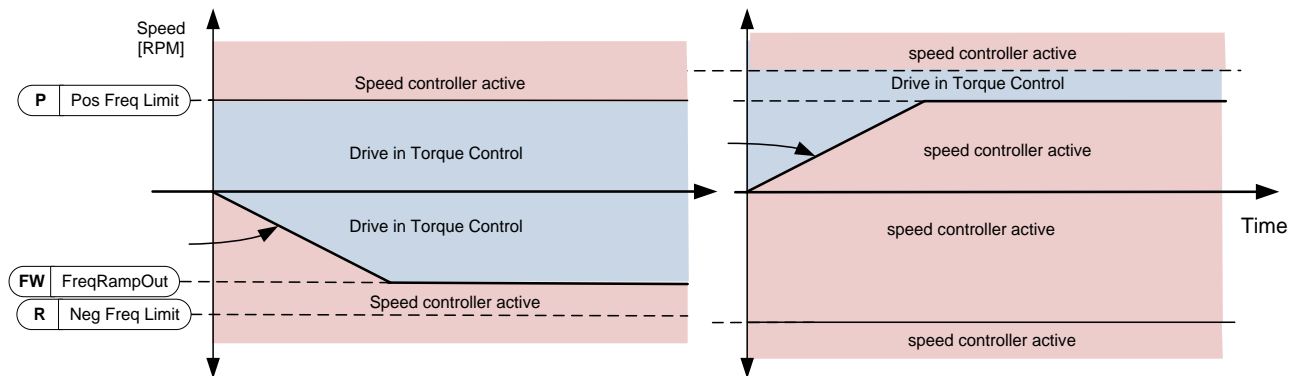 Speed
[RPM]
Speed controller active
P Pos Freq Limit
Drive in Torque Control
Drive in Torque Control
FW FreqRampOut
Speed controller active
R Neg Freq Limit
speed controller active
Drive in Torque Control
speed controller active
speed controller active
Time
speed controller active